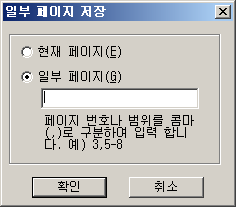 일부 페이지 저장
현재 페이지(E)
일부 페이지(G)
페이지 번호나 범위를 콤마
(,)로 구분하며 입력 합니
다. 예) 3,5-8
확인
취소